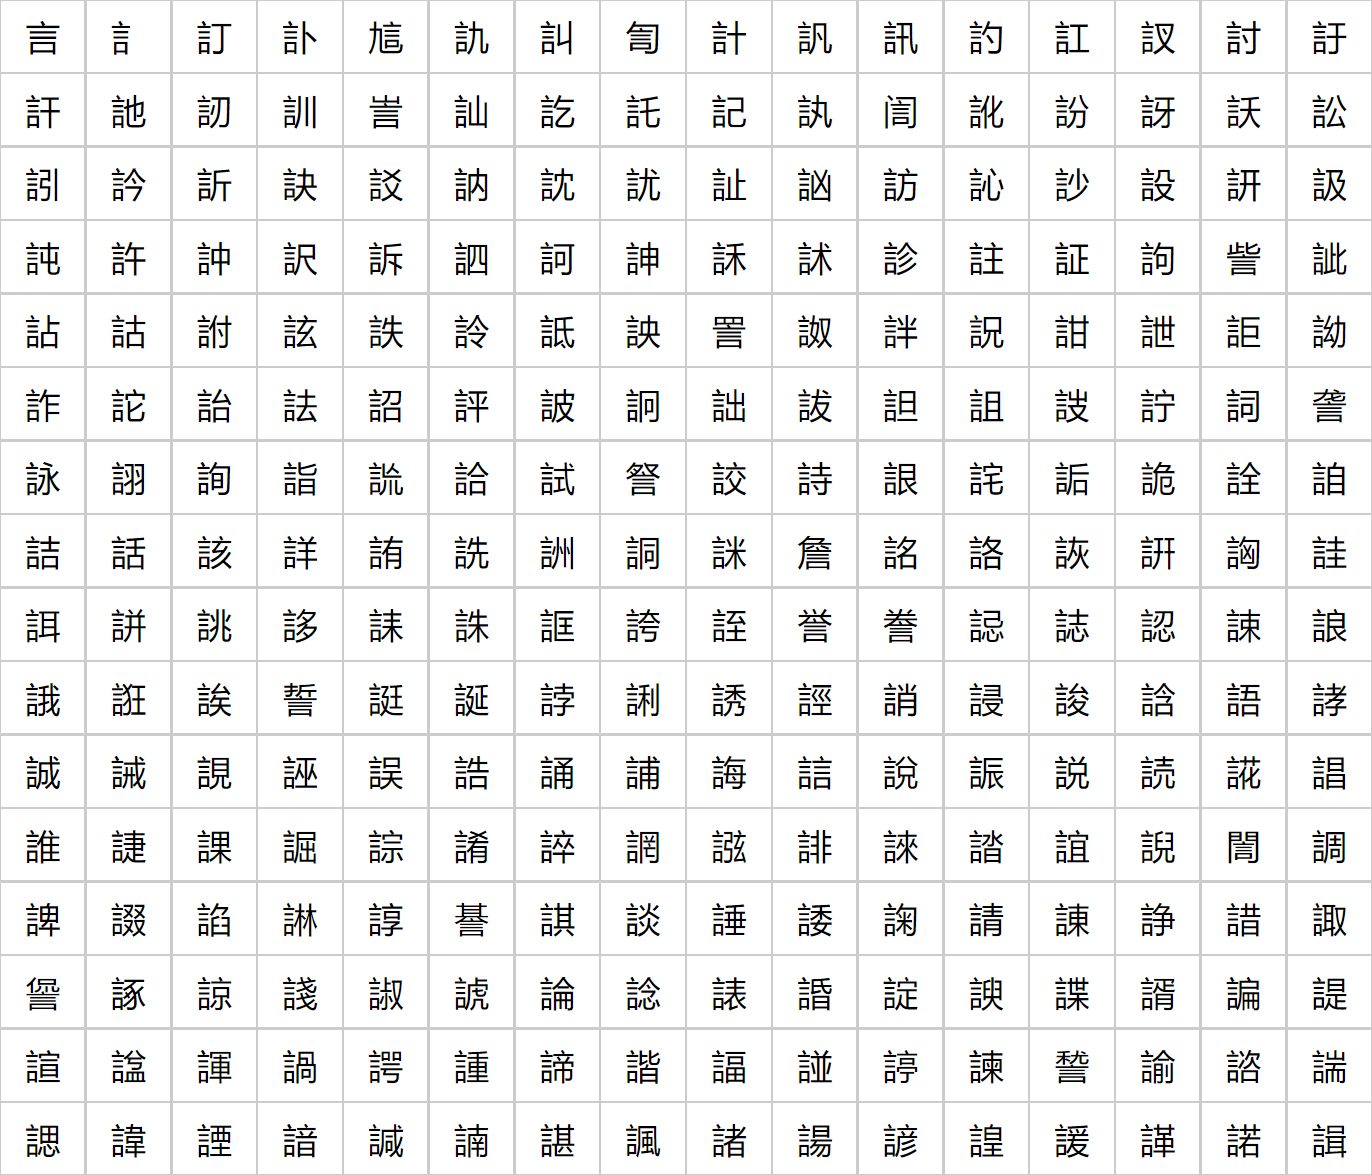 言 訁 訂 訃 訄 訅 訆 訇 計 訉 訊 訋 訌 訍 討 訏
訐 訑 訒 訓 訔 訕 訖 託 記 訙 訚 訛 訜 訝 訞 訟
訠 訡 訢 訣 訤 訥 訦 訧 訨 訩 訪 訫 訬 設 訮 訯
訰 許 訲 訳 訴 訵 訶 訷 訸 訹 診 註 証 訽 訾 訿
詀 詁 詂 詃 詄 詅 詆 詇 詈 詉 詊 詋 詌 詍 詎 詏
詐 詑 詒 詓 詔 評 詖 詗 詘 詙 詚 詛 詜 詝 詞 詟
詠 詡 詢 詣 詤 詥 試 詧 詨 詩 詪 詫 詬 詭 詮 詯
詰 話 該 詳 詴 詵 詶 詷 詸 詹 詺 詻 詼 詽 詾 詿
誀 誁 誂 誃 誄 誅 誆 誇 誈 誉 誊 誋 誌 認 誎 誏
誐 誑 誒 誓 誔 誕 誖 誗 誘 誙 誚 誛 誜 誝 語 誟
誠 誡 誢 誣 誤 誥 誦 誧 誨 誩 說 誫 説 読 誮 誯
誰 誱 課 誳 誴 誵 誶 誷 誸 誹 誺 誻 誼 誽 誾 調
諀 諁 諂 諃 諄 諅 諆 談 諈 諉 諊 請 諌 諍 諎 諏
諐 諑 諒 諓 諔 諕 論 諗 諘 諙 諚 諛 諜 諝 諞 諟
諠 諡 諢 諣 諤 諥 諦 諧 諨 諩 諪 諫 諬 諭 諮 諯
諰 諱 諲 諳 諴 諵 諶 諷 諸 諹 諺 諻 諼 諽 諾 諿